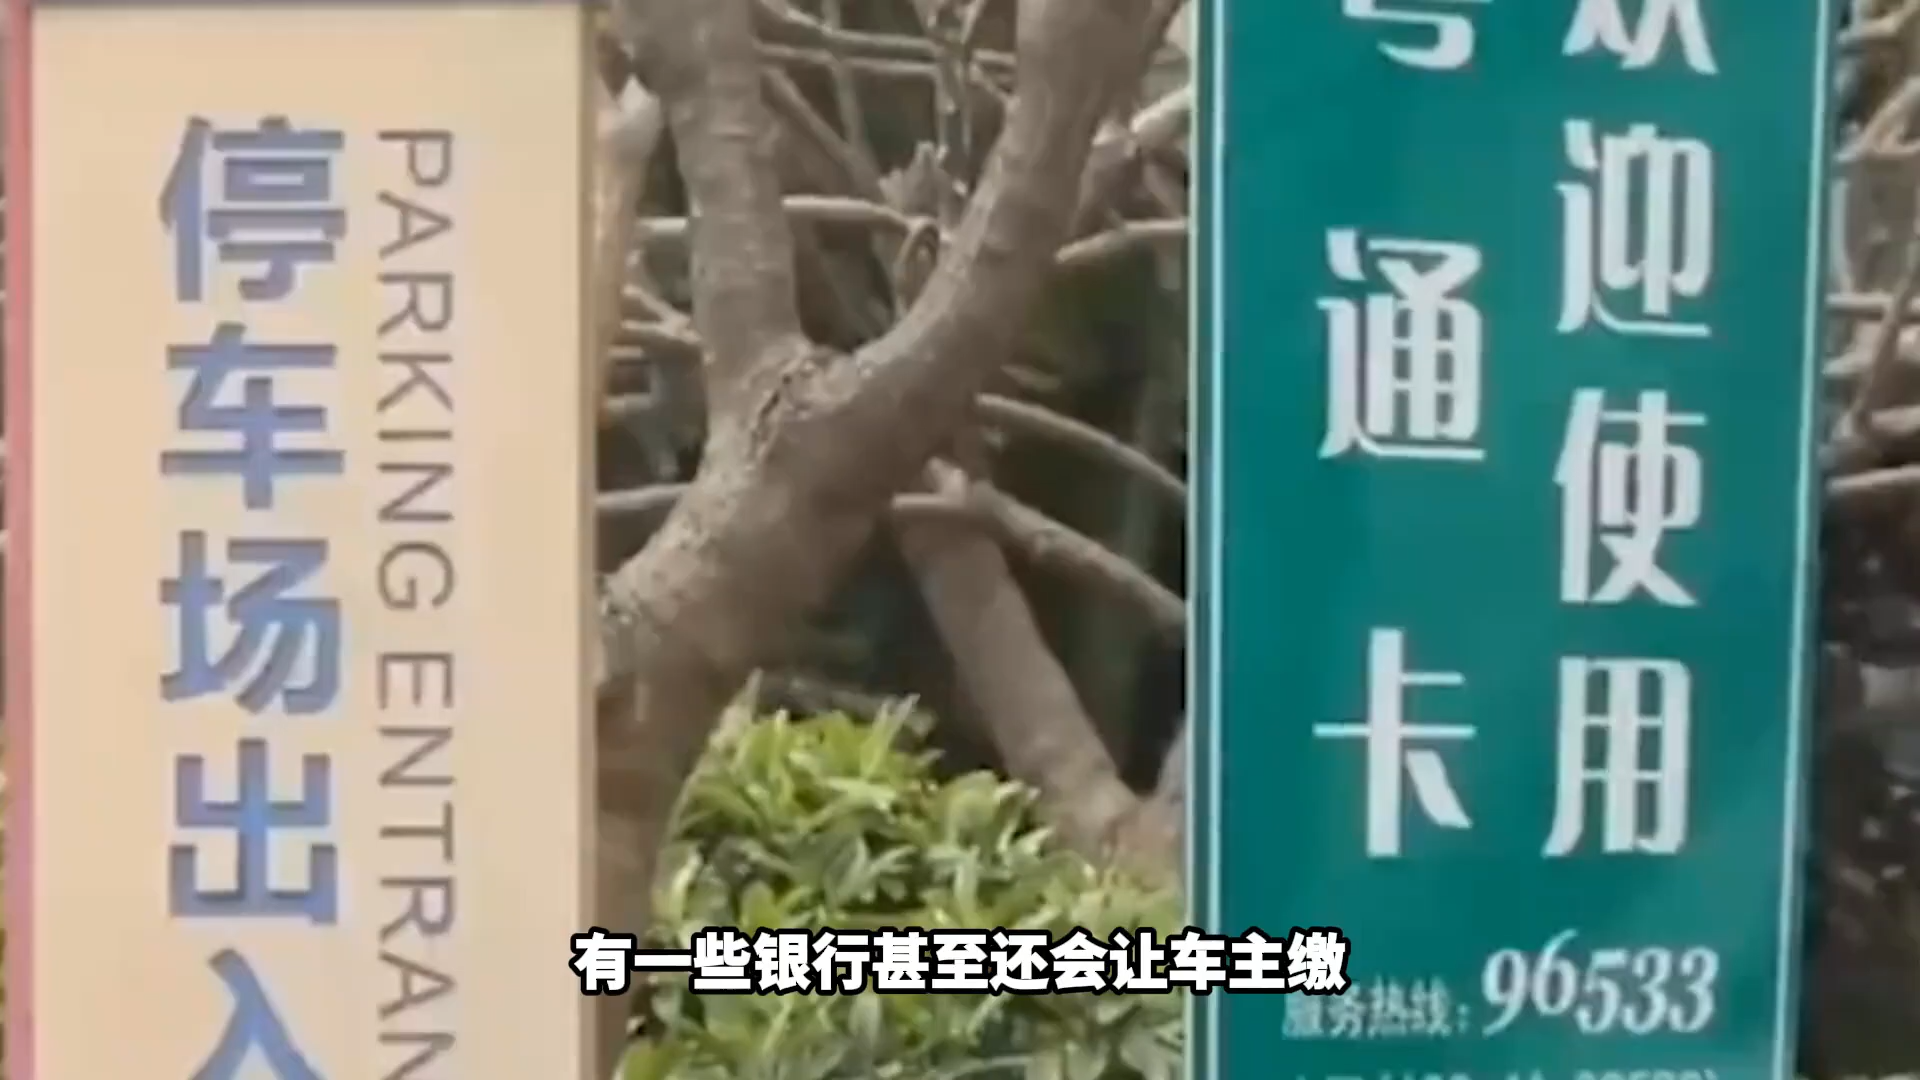 停车场出入
PARKING ENTRAN
欢迎使用
号通卡
服务热线：96533
有一些银行甚至还会让车主缴